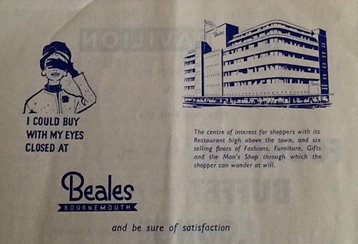 I COULD BUY
WITH MY EYES
CLOSED AT
Beales
BOURNEMOUTH
Beales
The centre of interest for shoppers with its
Restaurant high above the town, and six
selling floors of Fashions, Furniture, Gifts
and the Man's Shop through which the
shopper can wander at will.
and be sure of satisfaction